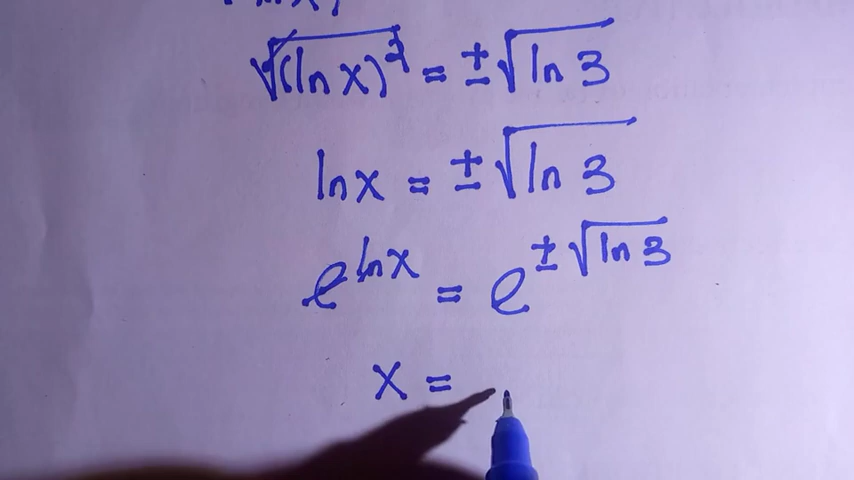 √(ln x)² = ±√ln 3
ln x = ±√ln 3
e^ln x = e^±√ln 3
x =